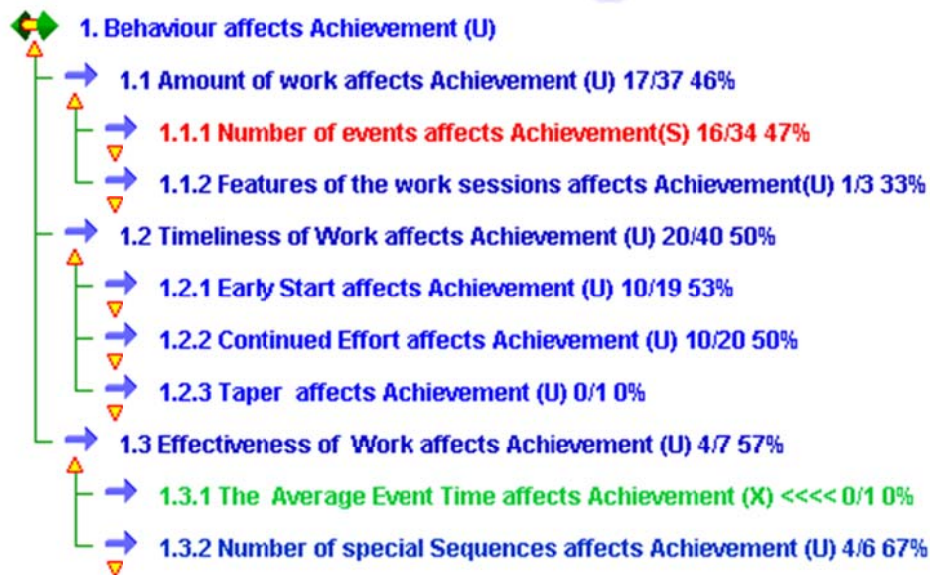 1. Behaviour affects Achievement (U)
1.1 Amount of work affects Achievement (U) 17/37 46%
1.1.1 Number of events affects Achievement(S) 16/34 47%
1.1.2 Features of the work sessions affects Achievement(U) 1/3 33%
1.2 Timeliness of Work affects Achievement (U) 20/40 50%
1.2.1 Early Start affects Achievement (U) 10/19 53%
1.2.2 Continued Effort affects Achievement (U) 10/20 50%
1.2.3 Taper affects Achievement (U) 0/1 0%
1.3 Effectiveness of Work affects Achievement (U) 4/7 57%
1.3.1 The Average Event Time affects Achievement (X) <<<< 0/1 0%
1.3.2 Number of special Sequences affects Achievement (U) 4/6 67%